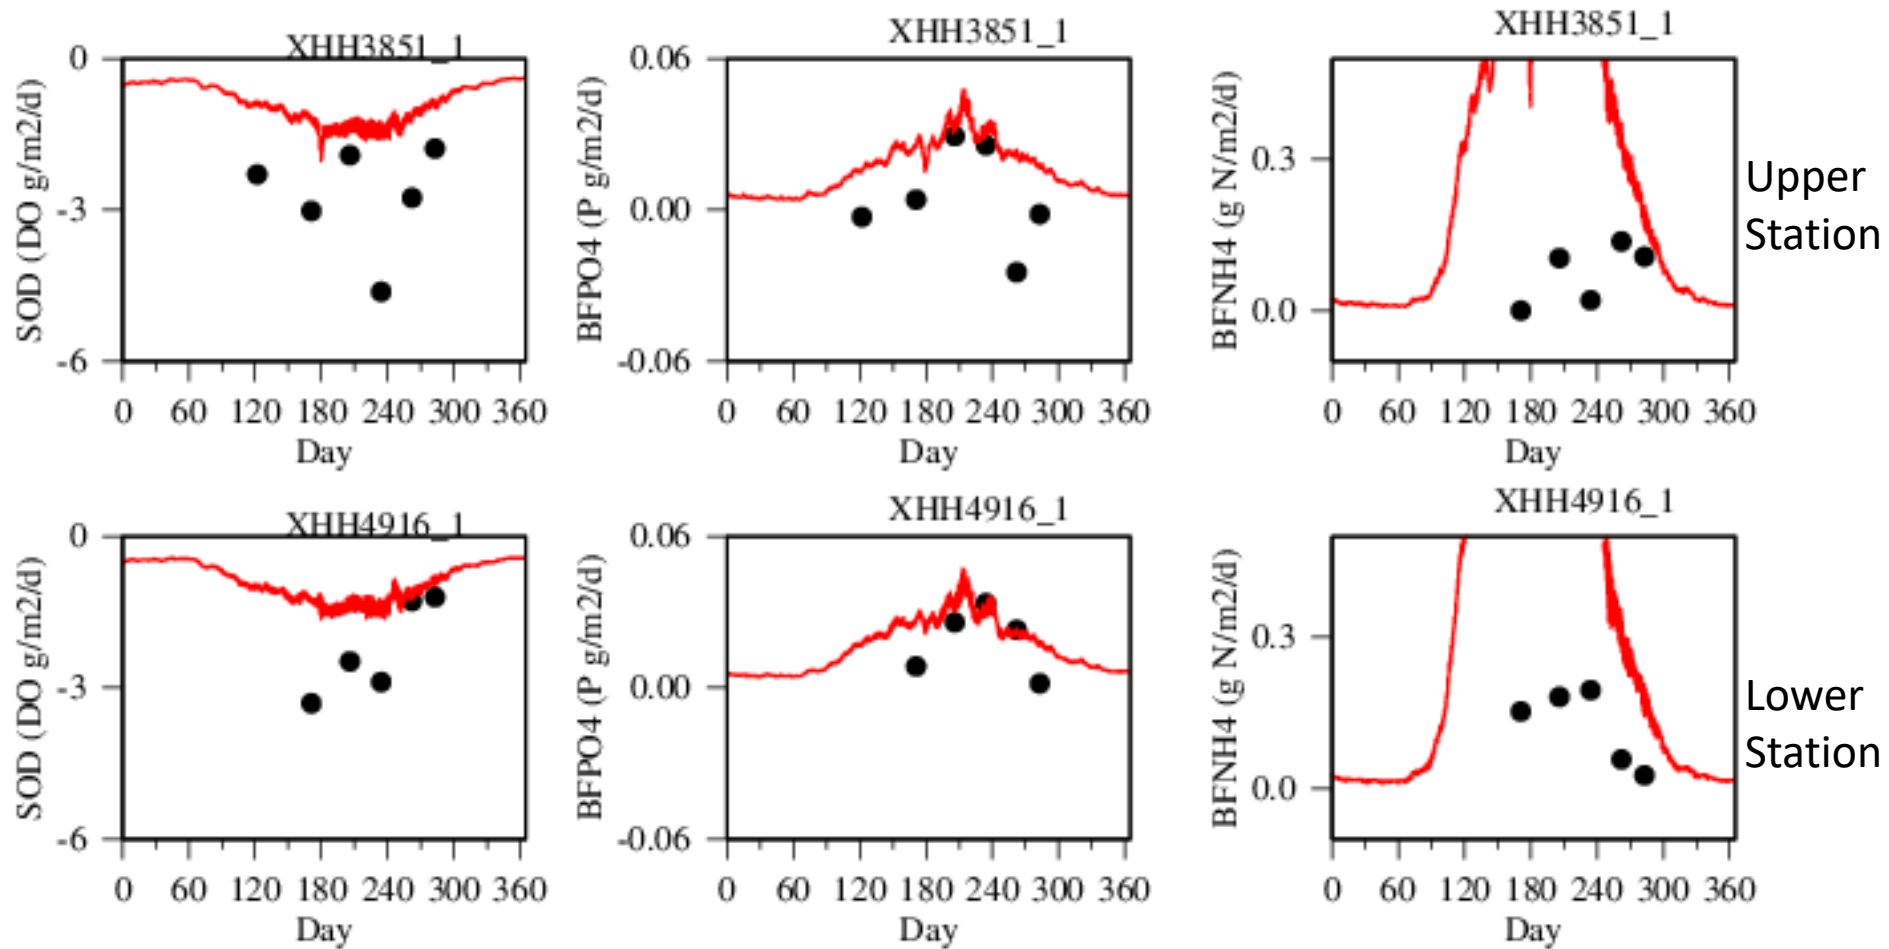 XHH3851_1
XHH3851_1
XHH3851_1
SOD (DO g/m2/d)
0
-3
-6
0 60 120 180 240 300 360
Day
BFPO4 (P g/m2/d)
0.06
0.00
-0.06
0 60 120 180 240 300 360
Day
BFNH4 (g N/m2/d)
0.3
0.0
0 60 120 180 240 300 360
Day
Upper
Station
XHH4916_1
XHH4916_1
XHH4916_1
SOD (DO g/m2/d)
0
-3
-6
0 60 120 180 240 300 360
Day
BFPO4 (P g/m2/d)
0.06
0.00
-0.06
0 60 120 180 240 300 360
Day
BFNH4 (g N/m2/d)
0.3
0.0
0 60 120 180 240 300 360
Day
Lower
Station